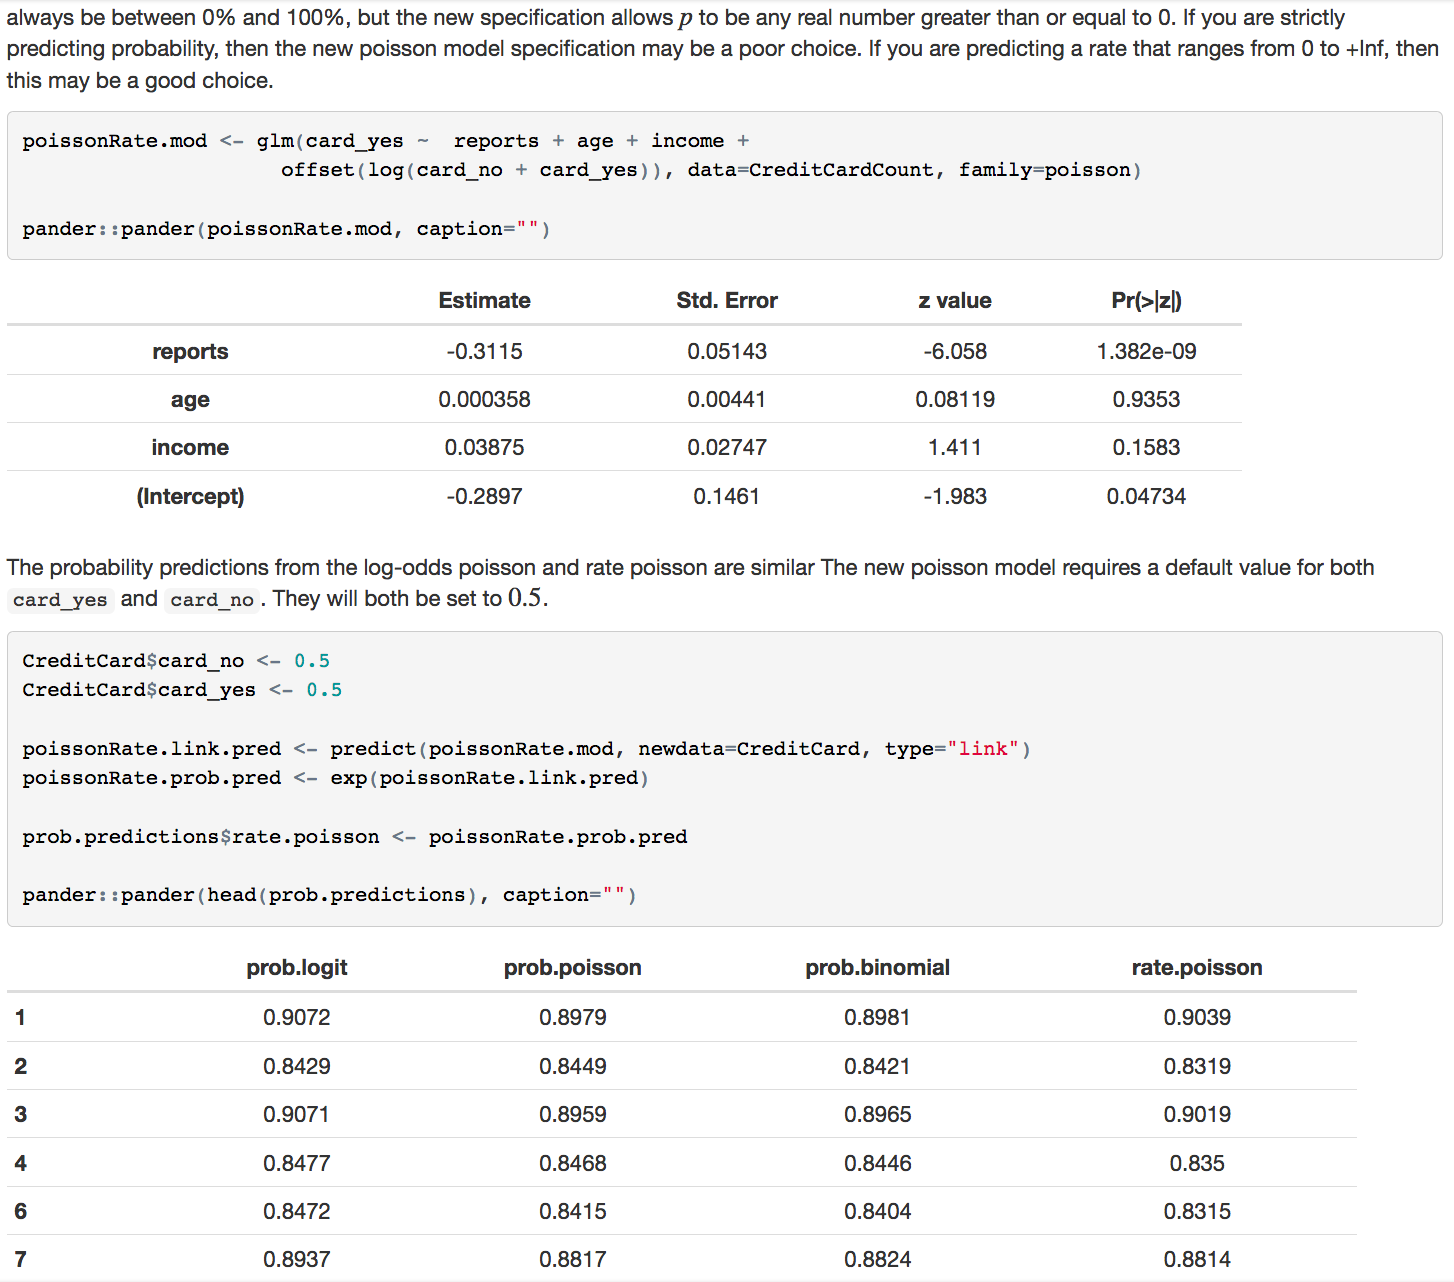 always be between 0% and 100%, but the new specification allows p to be any real number greater than or equal to 0. If you are strictly
predicting probability, then the new poisson model specification may be a poor choice. If you are predicting a rate that ranges from 0 to +Inf, then
this may be a good choice.
poissonRate.mod <- glm(card_yes ~  reports + age + income +
                     offset(log(card_no + card_yes)), data=CreditCardCount, family=poisson)
pander::pander(poissonRate.mod, caption="")
Estimate Std. Error z value Pr(>|z|)
reports -0.3115 0.05143 -6.058 1.382e-09
age 0.000358 0.00441 0.08119 0.9353
income 0.03875 0.02747 1.411 0.1583
(Intercept) -0.2897 0.1461 -1.983 0.04734
The probability predictions from the log-odds poisson and rate poisson are similar The new poisson model requires a default value for both
card_yes and card_no . They will both be set to 0.5.
CreditCard$card_no <- 0.5
CreditCard$card_yes <- 0.5
poissonRate.link.pred <- predict(poissonRate.mod, newdata=CreditCard, type="link")
poissonRate.prob.pred <- exp(poissonRate.link.pred)
prob.predictions$rate.poisson <- poissonRate.prob.pred
pander::pander(head(prob.predictions), caption="")
prob.logit prob.poisson prob.binomial rate.poisson
1 0.9072 0.8979 0.8981 0.9039
2 0.8429 0.8449 0.8421 0.8319
3 0.9071 0.8959 0.8965 0.9019
4 0.8477 0.8468 0.8446 0.835
6 0.8472 0.8415 0.8404 0.8315
7 0.8937 0.8817 0.8824 0.8814